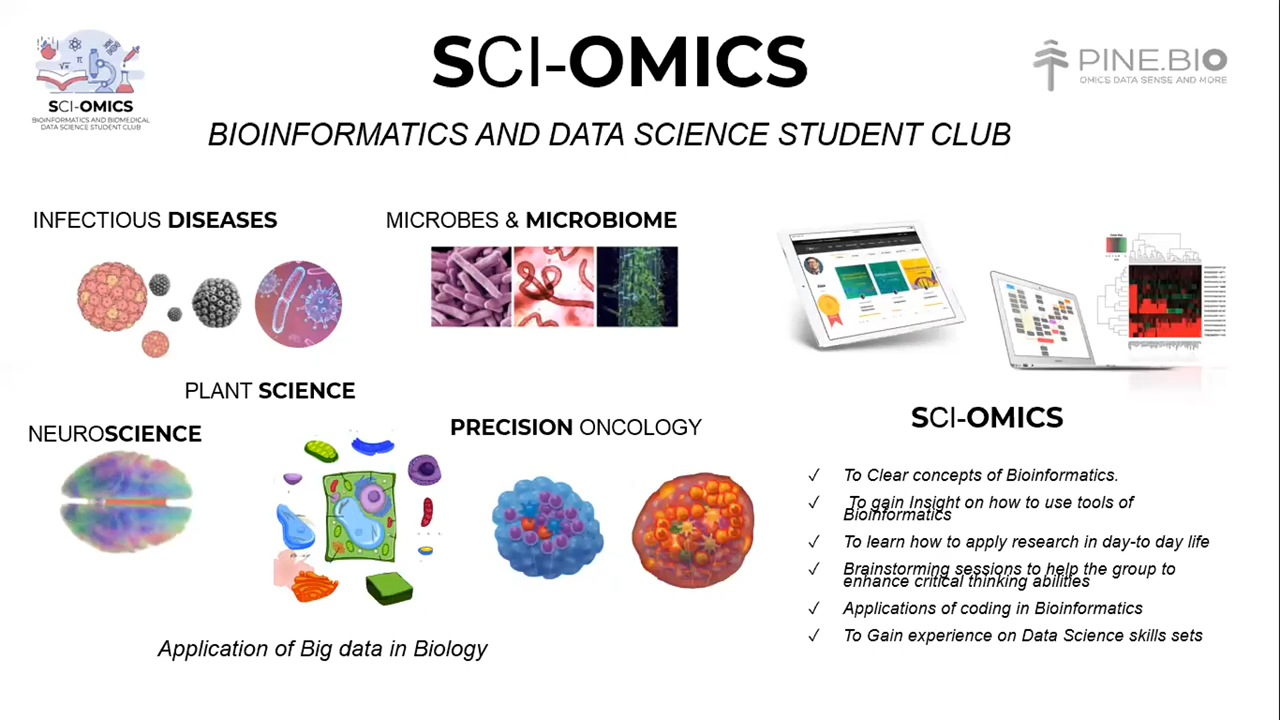 SCI-OMICS
BIOINFORMATICS AND BIOMEDICAL
DATA SCIENCE STUDENT CLUB
SCI-OMICS
BIOINFORMATICS AND DATA SCIENCE STUDENT CLUB
PINE.BIO
OMICS DATA SENSE AND MORE
INFECTIOUS DISEASES
MICROBES & MICROBIOME
PLANT SCIENCE
NEUROSCIENCE
PRECISION ONCOLOGY
Application of Big data in Biology
SCI-OMICS
✓ To Clear concepts of Bioinformatics.
✓ To gain Insight on how to use tools of
Bioinformatics
✓ To learn how to apply research in day-to day life
✓ Brainstorming sessions to help the group to
enhance critical thinking abilities
✓ Applications of coding in Bioinformatics
✓ To Gain experience on Data Science skills sets